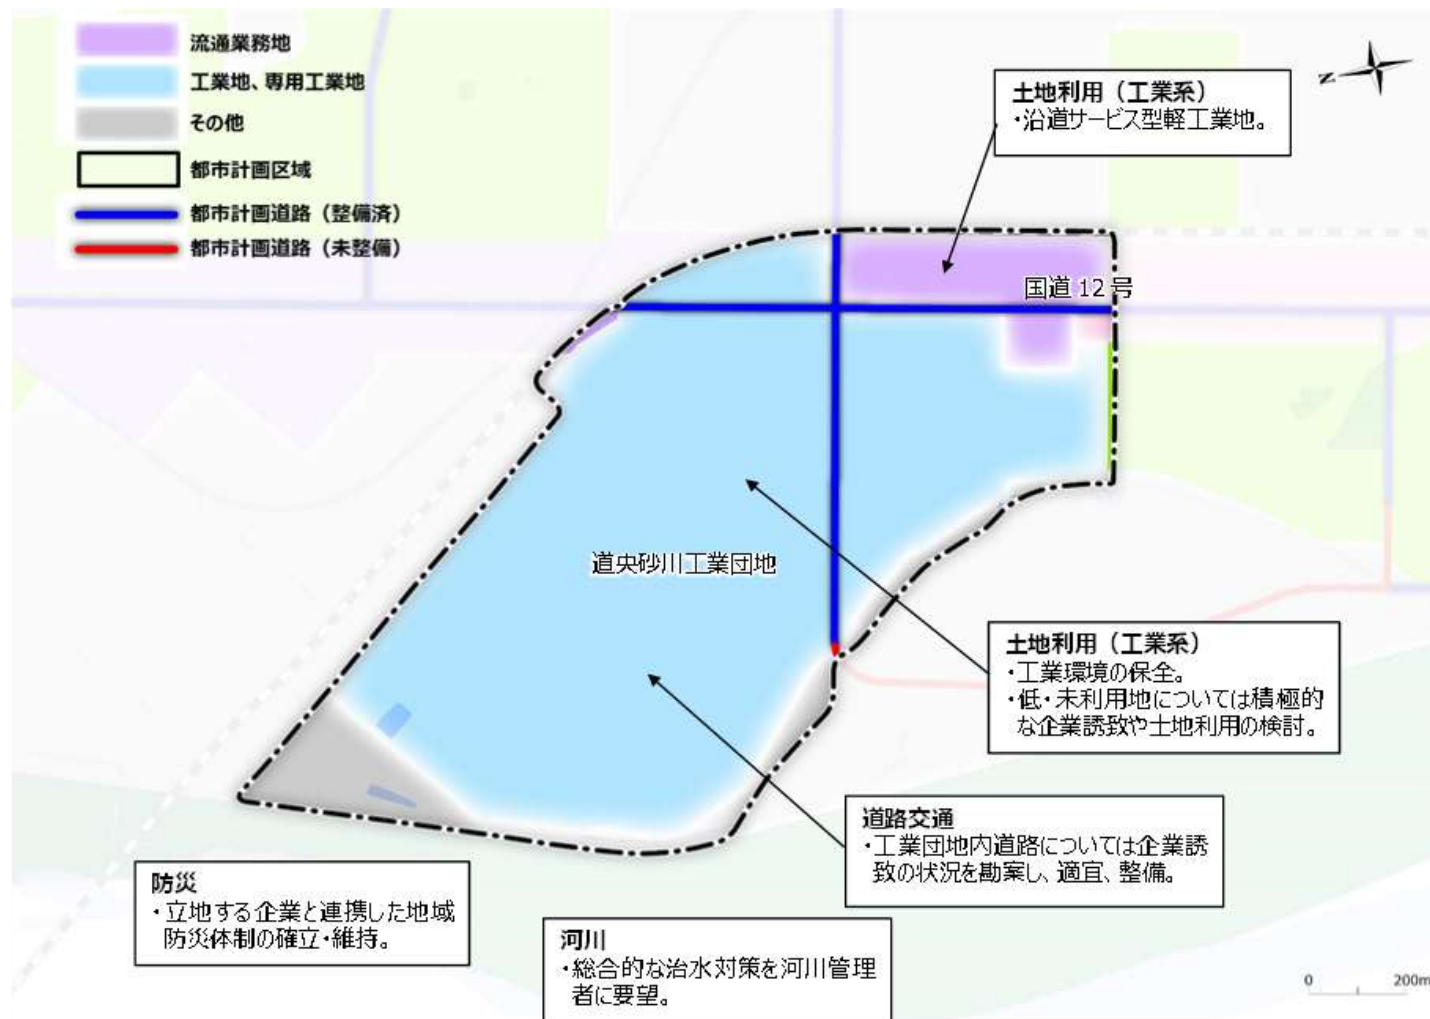 流通業務地
工業地、専用工業地
その他
都市計画区域
都市計画道路（整備済）
都市計画道路（未整備）
N
土地利用（工業系）
・沿道サービス型軽工業地。
国道 12 号
道央砂川工業団地
土地利用（工業系）
・工業環境の保全。
・低・未利用地については積極的
な企業誘致や土地利用の検討。
道路交通
・工業団地内道路については企業誘
致の状況を勘案し、適宜、整備。
防災
・立地する企業と連携した地域
防災体制の確立・維持。
河川
・総合的な治水対策を河川管理
者に要望。
0 200m